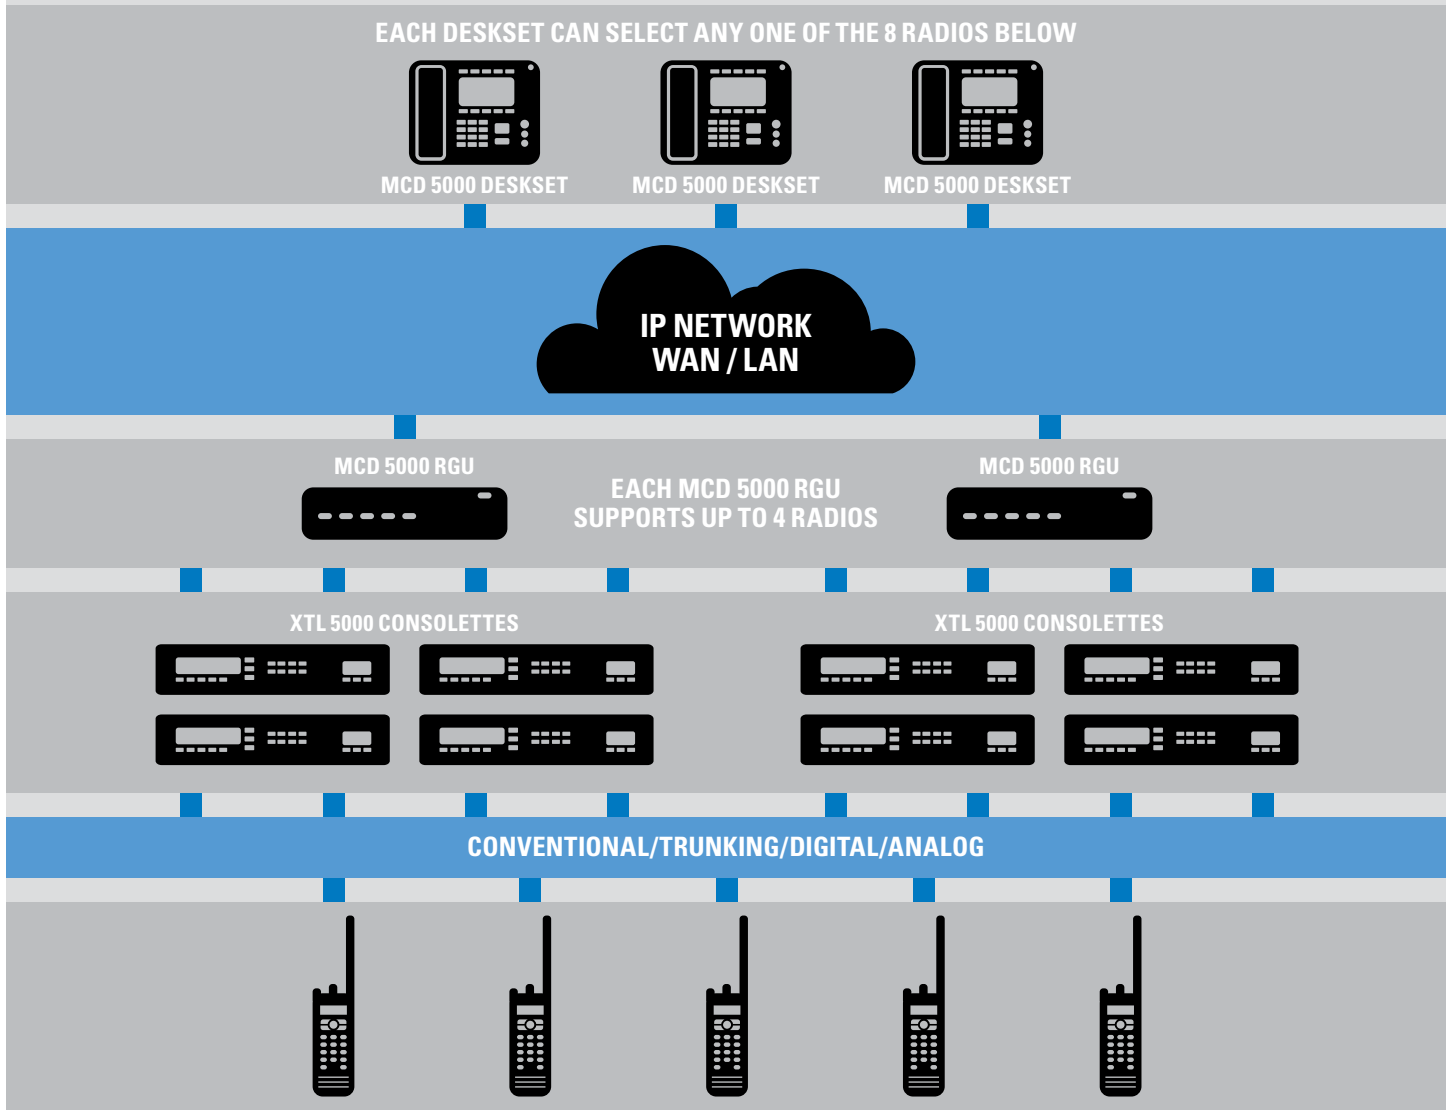 EACH DESKSET CAN SELECT ANY ONE OF THE 8 RADIOS BELOW
MCD 5000 DESKSET
MCD 5000 DESKSET
MCD 5000 DESKSET
IP NETWORK
WAN / LAN
MCD 5000 RGU
EACH MCD 5000 RGU
SUPPORTS UP TO 4 RADIOS
MCD 5000 RGU
XTL 5000 CONSOLETTES
XTL 5000 CONSOLETTES
CONVENTIONAL/TRUNKING/DIGITAL/ANALOG